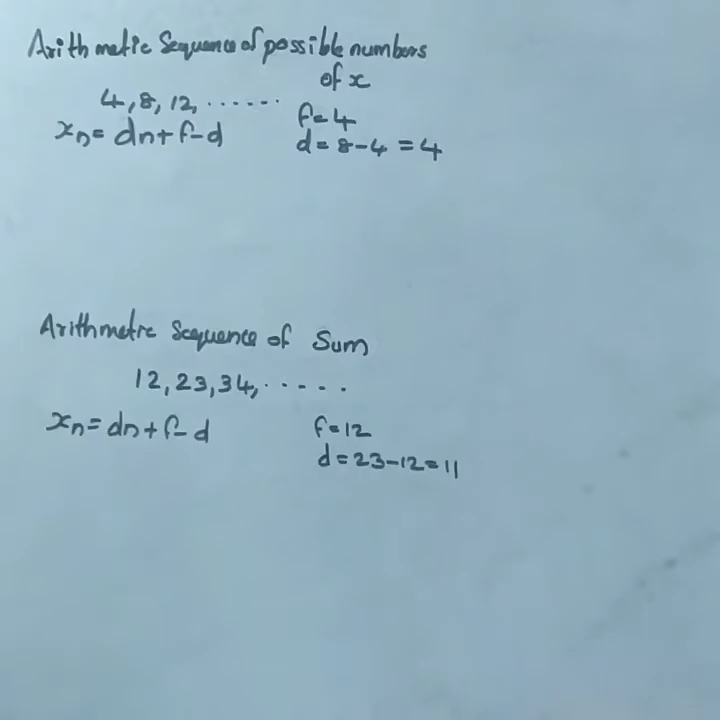 Arithmetic Sequence of possible numbers
of x
4, 8, 12, ......
f=4
xn= dn+f-d
d= 8-4 =4
Arithmetic Sequence of Sum
12, 23, 34, .....
xn= dn+f-d
f=12
d=23-12=11